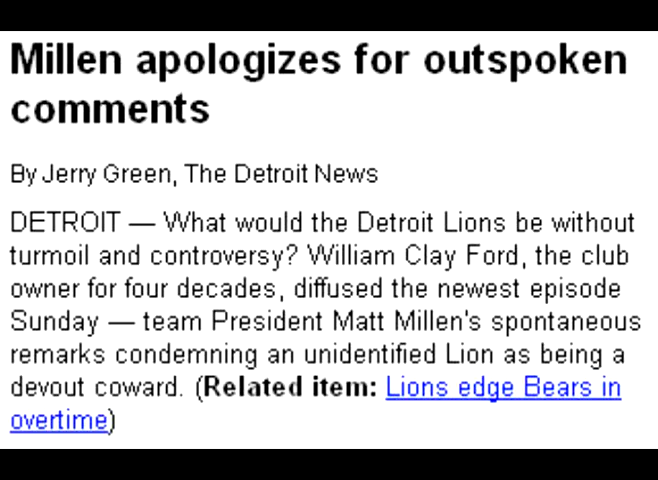 Millen apologizes for outspoken
comments
By Jerry Green, The Detroit News
DETROIT — What would the Detroit Lions be without
turmoil and controversy? William Clay Ford, the club
owner for four decades, diffused the newest episode
Sunday — team President Matt Millen's spontaneous
remarks condemning an unidentified Lion as being a
devout coward. (Related item: Lions edge Bears in
overtime)